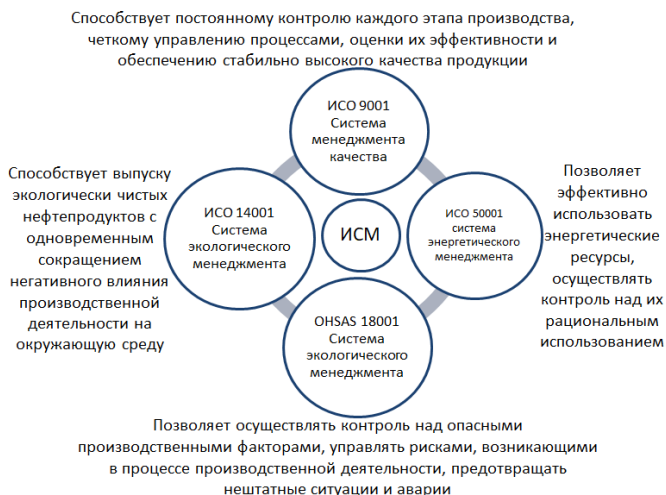 Способствует постоянному контролю каждого этапа производства,
четкому управлению процессами, оценки их эффективности и
обеспечению стабильно высокого качества продукции
ИСО 9001
Система
менеджмента
качества
Способствует выпуску
экологически чистых
нефтепродуктов с
одновременным
сокращением
негативного влияния
производственной
деятельности на
окружающую среду
ИСО 14001
Система
экологического
менеджмента
ИСМ
ИСО 50001
система
энергетического
менеджмента
Позволяет
эффективно
использовать
энергетические
ресурсы,
осуществлять
контроль над их
рациональным
использованием
OHSAS 18001
Система
экологического
менеджмента
Позволяет осуществлять контроль над опасными
производственными факторами, управлять рисками, возникающими
в процессе производственной деятельности, предотвращать
нештатные ситуации и аварии